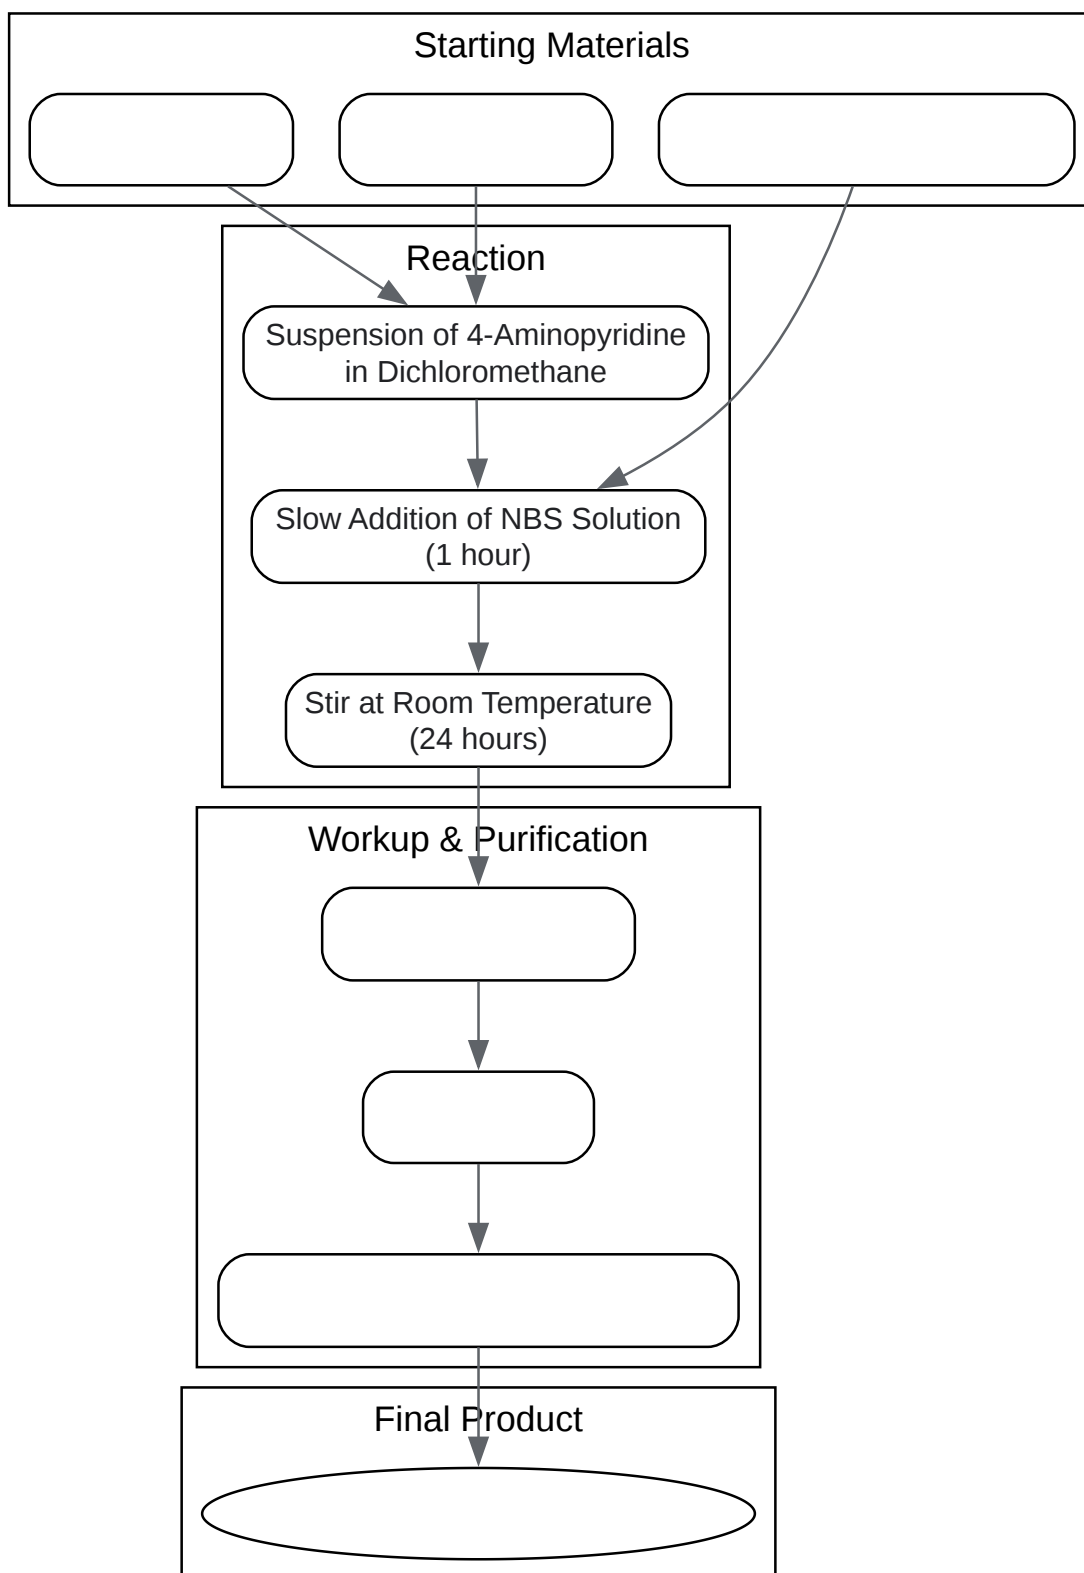 Starting Materials
Reaction
Suspension of 4-Aminopyridine
in Dichloromethane
Slow Addition of NBS Solution
(1 hour)
Stir at Room Temperature
(24 hours)
Workup & Purification
Final Product